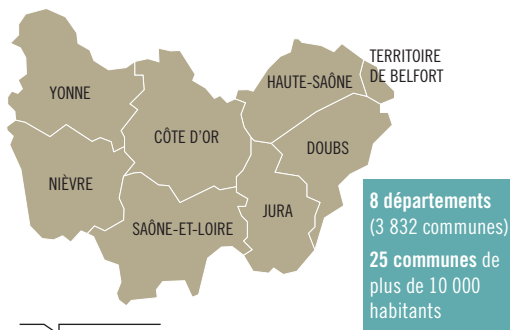 TERRITOIRE
DE BELFORT
HAUTE-SAÔNE
YONNE
CÔTE D'OR
DOUBS
NIÈVRE
JURA
SAÔNE-ET-LOIRE
8 départements
(3 832 communes)
25 communes de
plus de 10 000
habitants